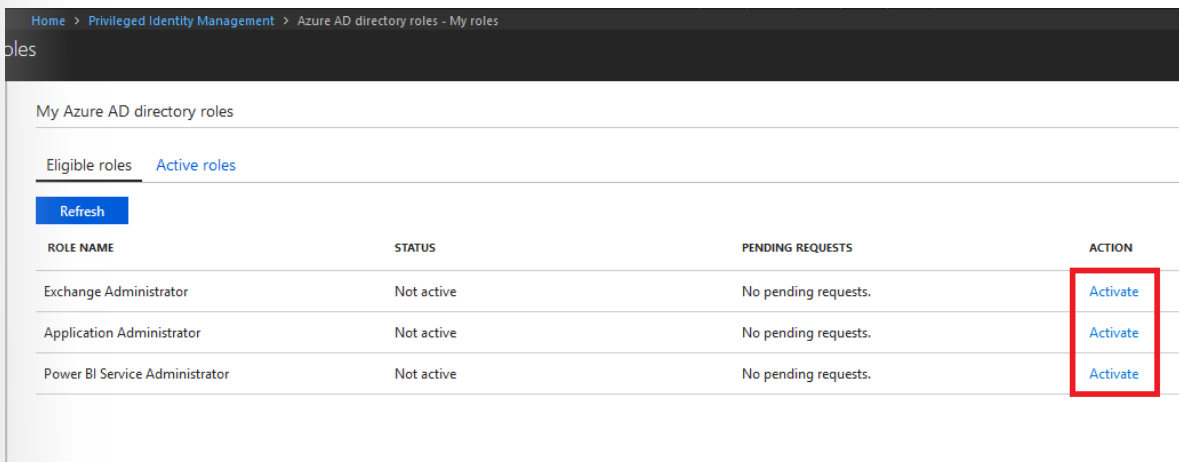 Home > Privileged Identity Management > Azure AD directory roles - My roles
oles
My Azure AD directory roles
Eligible roles Active roles
Refresh
ROLE NAME STATUS PENDING REQUESTS ACTION
Exchange Administrator Not active No pending requests. Activate
Application Administrator Not active No pending requests. Activate
Power BI Service Administrator Not active No pending requests. Activate